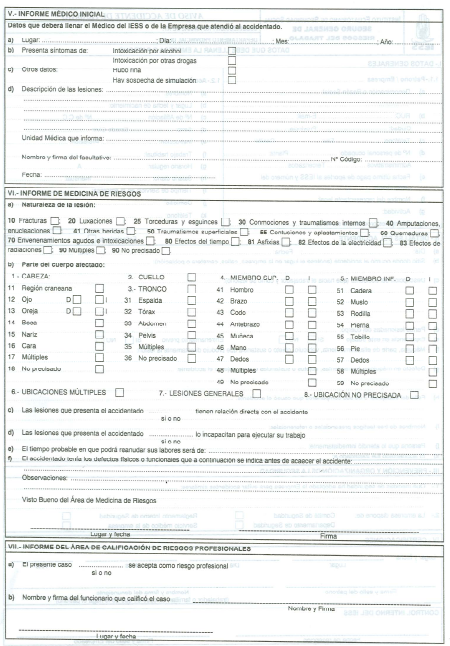 V.- INFORME MÉDICO INICIAL
Datos que deberá llenar el Médico del IESS o de la Empresa que atendió al accidentado.
a) Lugar: ; Día: ; Mes: ; Año:
b) Presenta síntomas de: Intoxicación por alcohol
Intoxicación por otras drogas
c) Otros datos: Hubo riña
Hay sospecha de simulación
d) Descripción de las lesiones:
Unidad Médica que informa:
Nombre y firma del facultativo: Nº Código:
Fecha:
VI.- INFORME DE MEDICINA DE RIESGOS
a) Naturaleza de la lesión:
10 Fracturas ; 20 Luxaciones ; 25 Torceduras y esguinces ; 30 Conmociones y traumatismos internos ; 40 Amputaciones,
enucleaciones ; 41 Otras heridas ; 50 Traumatismos superficiales ; 55 Contusiones y aplastamientos ; 60 Quemaduras ;
70 Envenenamientos agudos e intoxicaciones ; 80 Efectos del tiempo ; 81 Asfixias ; 82 Efectos de la electricidad ; 83 Efectos de
radiaciones ; 90 Múltiples ; 90 No precisado
b) Parte del cuerpo afectado:
1.- CABEZA: 2. CUELLO 4. MIEMBRO SUP. D I 5.- MIEMBRO INF. D I
11 Región craneana 3.- TRONCO 41 Hombro 51 Cadera
12 Ojo D I 31 Espalda 42 Brazo 52 Muslo
13 Oreja D I 32 Tórax 43 Codo 53 Rodilla
14 Boca 33 Abdomen 44 Antebrazo 54 Pierna
15 Nariz 34 Pelvis 45 Muñeca 55 Tobillo
16 Cara 35 Múltiples 46 Mano 56 Pie
17 Múltiples 36 No precisado 47 Dedos 57 Dedos
18 No precisado 48 Múltiples 58 Múltiples
49 No precisado 59 No precisado
6.- UBICACIONES MÚLTIPLES 7.- LESIONES GENERALES 8.- UBICACIÓN NO PRECISADA
c) Las lesiones que presenta el accidentado tienen relación directa con el accidente
si o no
d) Las lesiones que presenta el accidentado lo incapacitan para ejecutar su trabajo
si o no
e) El tiempo probable en que podrá reanudar sus labores será de:
f) El accidentado tenía los defectos físicos o funcionales que a continuación se indica antes de acaecer el accidente:
Observaciones:
Visto Bueno del Área de Medicina de Riesgos
Lugar y fecha Firma
VII.- INFORME DEL ÁREA DE CALIFICACIÓN DE RIESGOS PROFESIONALES
a) El presente caso se acepta como riesgo profesional
si o no
b) Nombre y firma del funcionario que calificó el caso
Nombre y Firma
Lugar y fecha